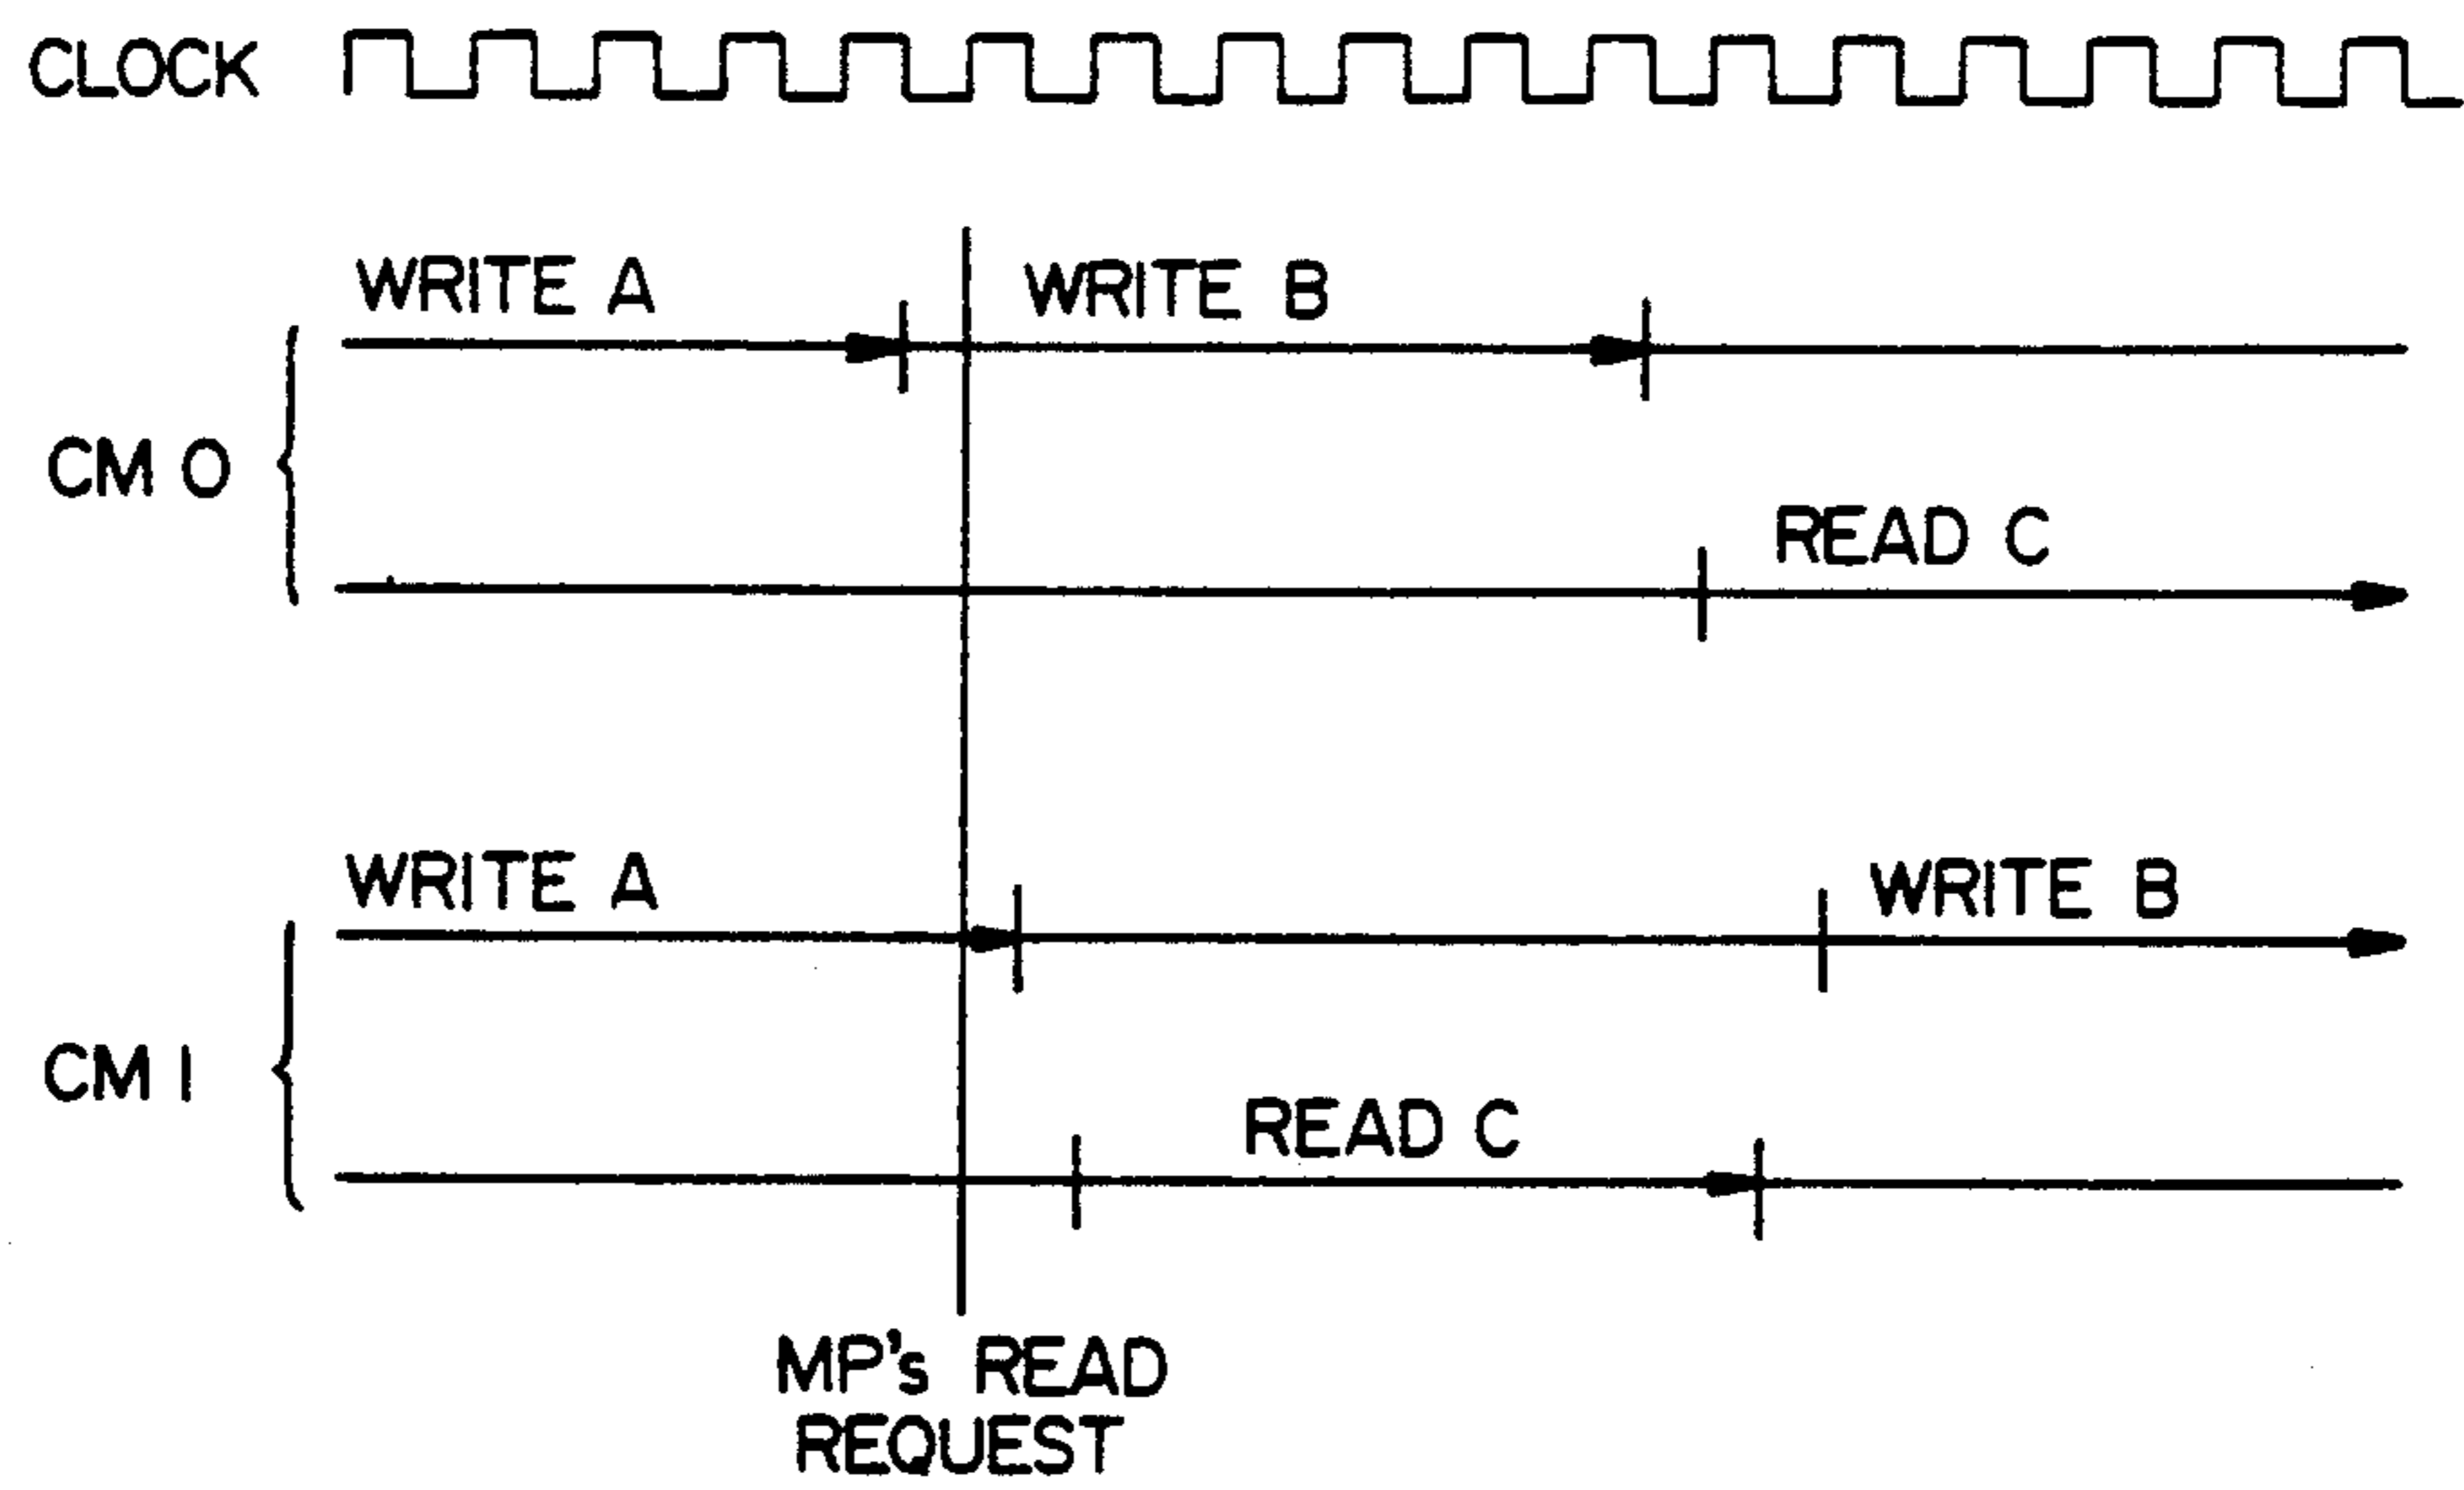 CLOCK
WRITE A WRITE B
CM 0
READ C
WRITE A WRITE B
CM 1
READ C
MP's READ
REQUEST